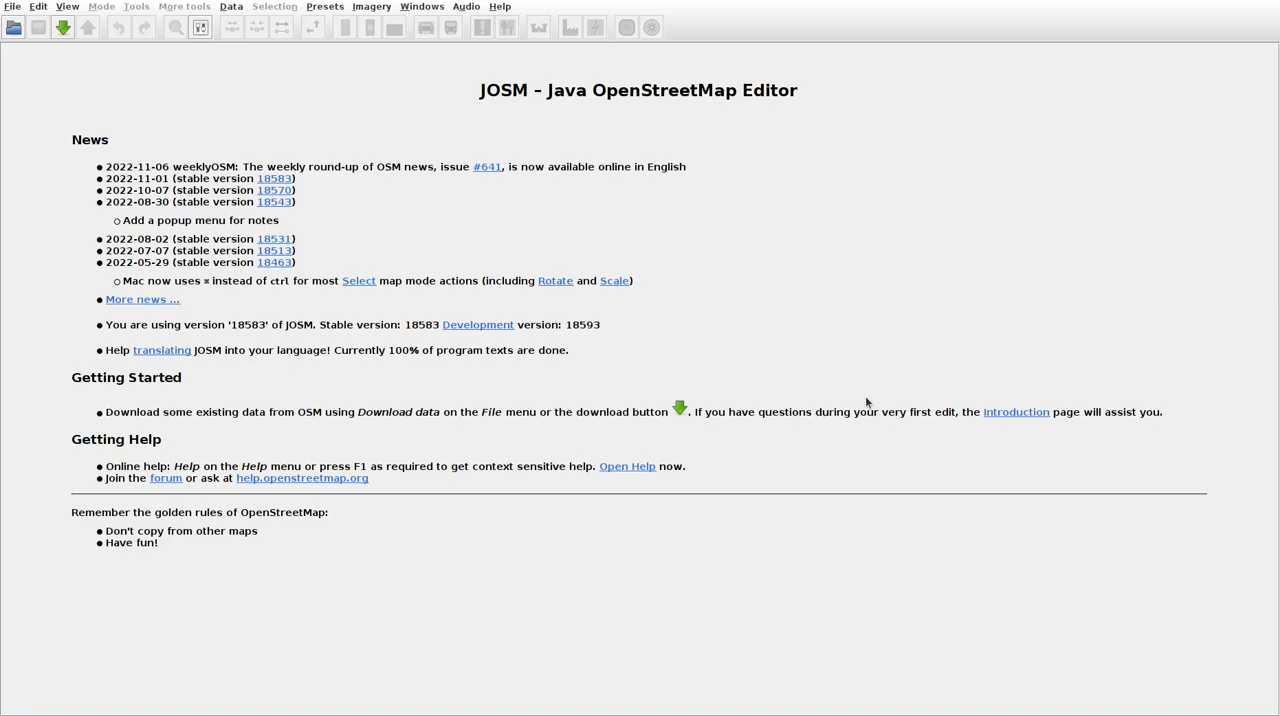 File Edit View Mode Tools More tools Data Selection Presets Imagery Windows Audio Help
JOSM – Java OpenStreetMap Editor
News
2022-11-06 weeklyOSM: The weekly round-up of OSM news, issue #641, is now available online in English
2022-11-01 (stable version 18583)
2022-10-07 (stable version 18570)
2022-08-30 (stable version 18543)
Add a popup menu for notes
2022-08-02 (stable version 18531)
2022-07-07 (stable version 18513)
2022-05-29 (stable version 18463)
Mac now uses ⌘ instead of ctrl for most Select map mode actions (including Rotate and Scale)
More news ...
You are using version '18583' of JOSM. Stable version: 18583 Development version: 18593
Help translating JOSM into your language! Currently 100% of program texts are done.
Getting Started
Download some existing data from OSM using Download data on the File menu or the download button . If you have questions during your very first edit, the Introduction page will assist you.
Getting Help
Online help: Help on the Help menu or press F1 as required to get context sensitive help. Open Help now.
Join the forum or ask at help.openstreetmap.org
Remember the golden rules of OpenStreetMap:
Don't copy from other maps
Have fun!